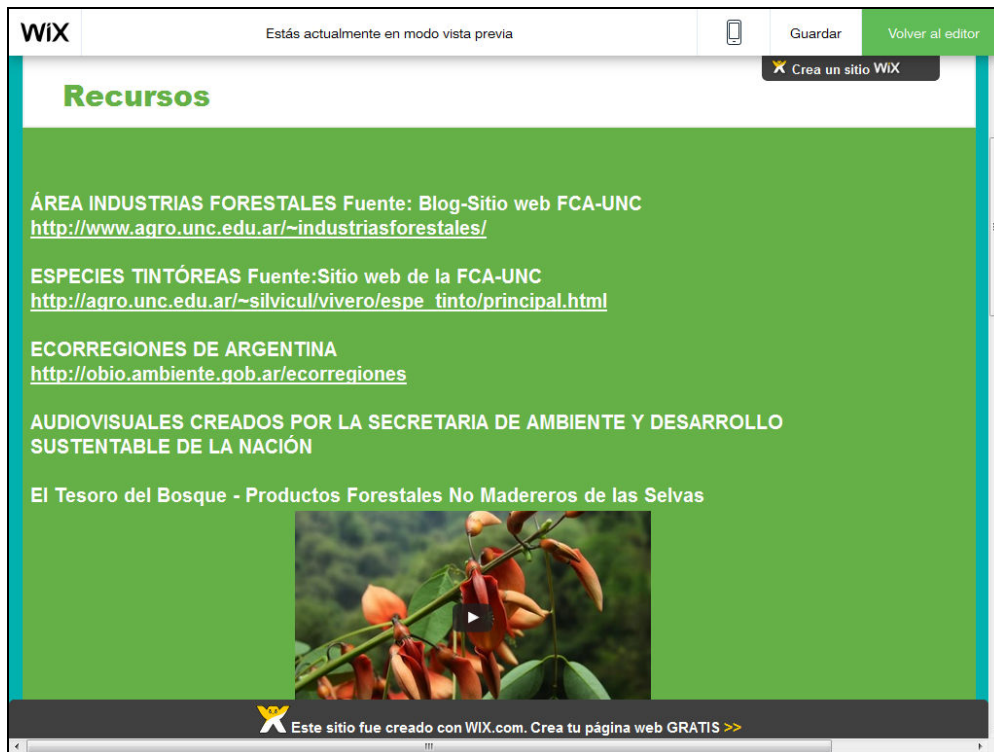 WiX
Estás actualmente en modo vista previa
Guardar
Volver al editor
Crea un sitio WiX
Recursos
ÁREA INDUSTRIAS FORESTALES Fuente: Blog-Sitio web FCA-UNC
http://www.agro.unc.edu.ar/~industriasforestales/
ESPECIES TINTÓREAS Fuente:Sitio web de la FCA-UNC
http://agro.unc.edu.ar/~silvicul/vivero/espe_tinto/principal.html
ECORREGIONES DE ARGENTINA
http://obio.ambiente.gob.ar/ecorregiones
AUDIOVISUALES CREADOS POR LA SECRETARIA DE AMBIENTE Y DESARROLLO
SUSTENTABLE DE LA NACIÓN
El Tesoro del Bosque - Productos Forestales No Madereros de las Selvas
Este sitio fue creado con WIX.com. Crea tu página web GRATIS >>